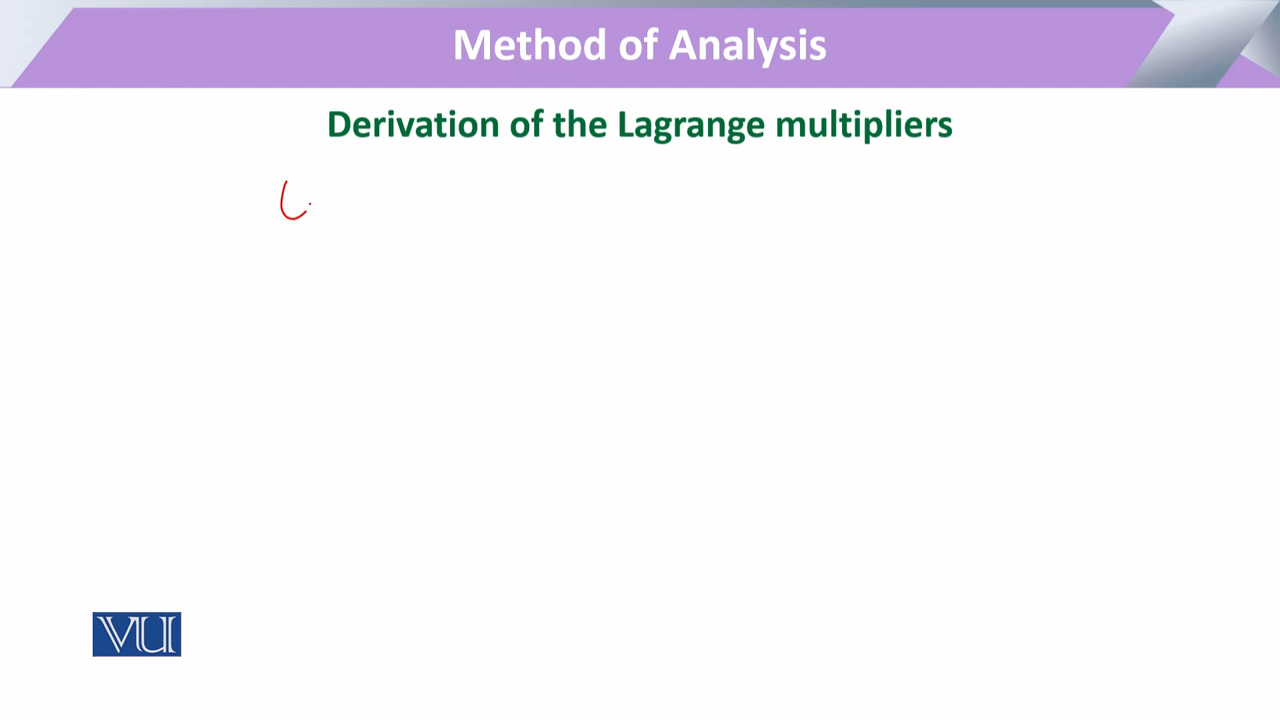 Method of Analysis
Derivation of the Lagrange multipliers
VU